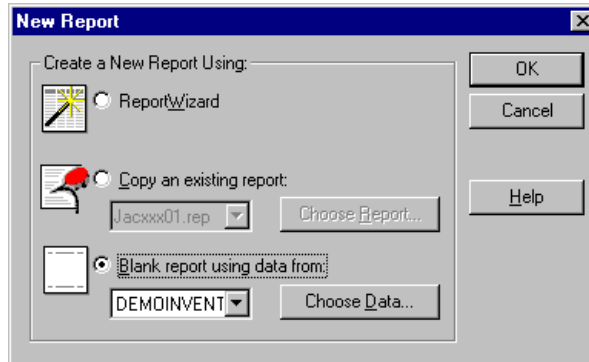 New Report
Create a New Report Using:
ReportWizard
Copy an existing report:
Jacxxx01.rep
Choose Report...
Blank report using data from:
DEMOINVENT
Choose Data...
OK
Cancel
Help